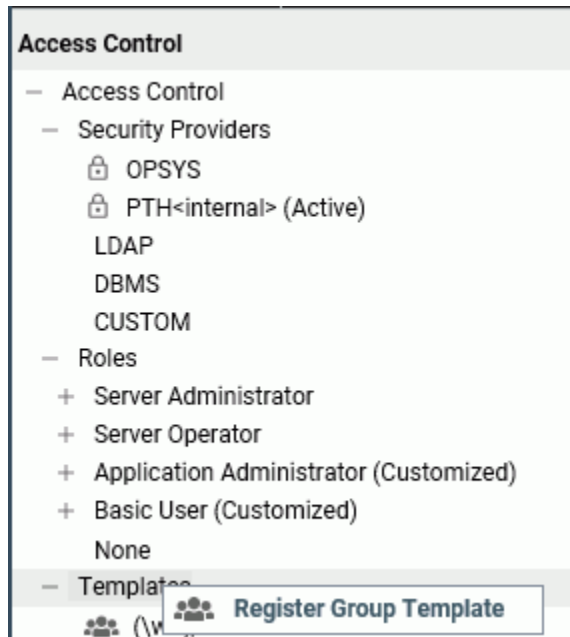 Access Control
Access Control
Security Providers
OPSYS
PTH<internal> (Active)
LDAP
DBMS
CUSTOM
Roles
Server Administrator
Server Operator
Application Administrator (Customized)
Basic User (Customized)
None
Templates
Register Group Template